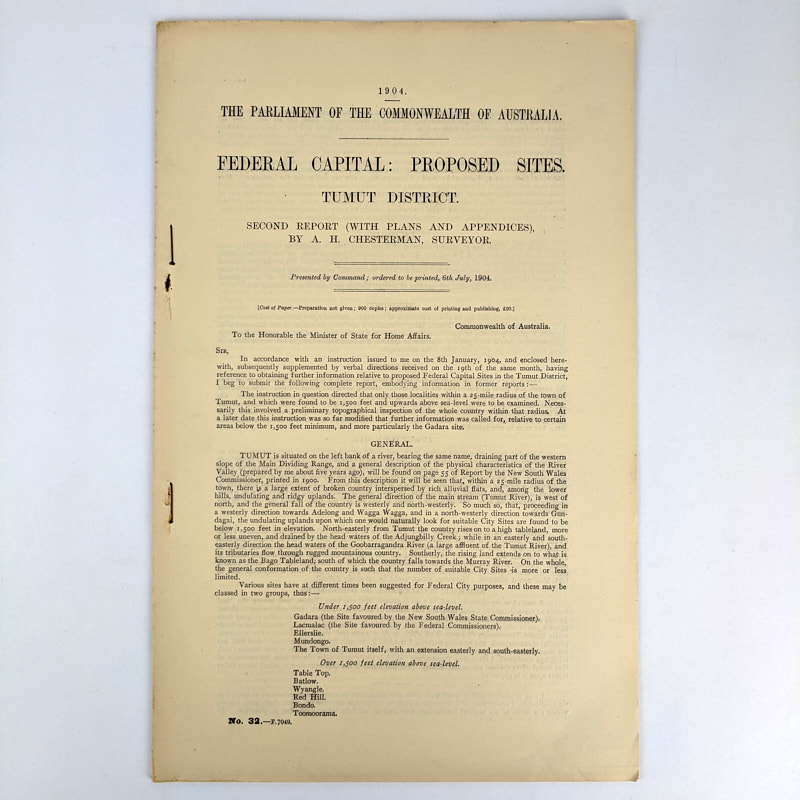 1904.
THE PARLIAMENT OF THE COMMONWEALTH OF AUSTRALIA.
FEDERAL CAPITAL: PROPOSED SITES.
TUMUT DISTRICT.
SECOND REPORT (WITH PLANS AND APPENDICES),
BY A. H. CHESTERMAN, SURVEYOR.
Presented by Command; ordered to be printed, 6th July, 1904.
[Cost of Paper.—Preparation not given; 900 copies; approximate cost of printing and publishing, £20.]
Commonwealth of Australia.
To the Honorable the Minister of State for Home Affairs.
SIR,
In accordance with an instruction issued to me on the 8th January, 1904, and enclosed here-
with, subsequently supplemented by verbal directions received on the 19th of the same month, having
reference to obtaining further information relative to proposed Federal Capital Sites in the Tumut District,
I beg to submit the following complete report, embodying information in former reports:—
The instruction in question directed that only those localities within a 25-mile radius of the town of
Tumut, and which were found to be 1,500 feet and upwards above sea-level were to be examined. Neces-
sarily this involved a preliminary topographical inspection of the whole country within that radius. At
a later date this instruction was so far modified that further information was called for, relative to certain
areas below the 1,500 feet minimum, and more particularly the Gadara site.
GENERAL.
TUMUT is situated on the left bank of a river, bearing the same name, draining part of the western
slope of the Main Dividing Range, and a general description of the physical characteristics of the River
Valley (prepared by me about five years ago), will be found on page 55 of Report by the New South Wales
Commissioner, printed in 1900. From this description it will be seen that, within a 25-mile radius of the
town, there is a large extent of broken country interspersed by rich alluvial flats, and, among the lower
hills, undulating and ridgy uplands. The general direction of the main stream (Tumut River), is west of
north, and the general fall of the country is westerly and north-westerly. So much so, that, proceeding in
a westerly direction towards Adelong and Wagga Wagga, and in a north-westerly direction towards Gun-
dagai, the undulating uplands upon which one would naturally look for suitable City Sites are found to be
below 1,500 feet in elevation. North-easterly from Tumut the country rises on to a high tableland, more
or less uneven, and drained by the head waters of the Adjungbilly Creek; while in an easterly and south-
easterly direction the head waters of the Goobarragandra River (a large affluent of the Tumut River), and
its tributaries flow through rugged mountainous country. Southerly, the rising land extends on to what is
known as the Bago Tableland; south of which the country falls towards the Murray River. On the whole,
the general conformation of the country is such that the number of suitable City Sites is more or less
limited.
Various sites have at different times been suggested for Federal City purposes, and these may be
classed in two groups, thus:—
Under 1,500 feet elevation above sea-level.
Gadara (the Site favoured by the New South Wales State Commissioner).
Lacmalac (the Site favoured by the Federal Commissioners).
Ellerslie.
Mundongo.
The Town of Tumut itself, with an extension easterly and south-easterly.
Over 1,500 feet elevation above sea-level.
Table Top.
Batlow.
Wyangle.
Red Hill.
Bondo.
Toomoorama.
No. 32.—F.7049.